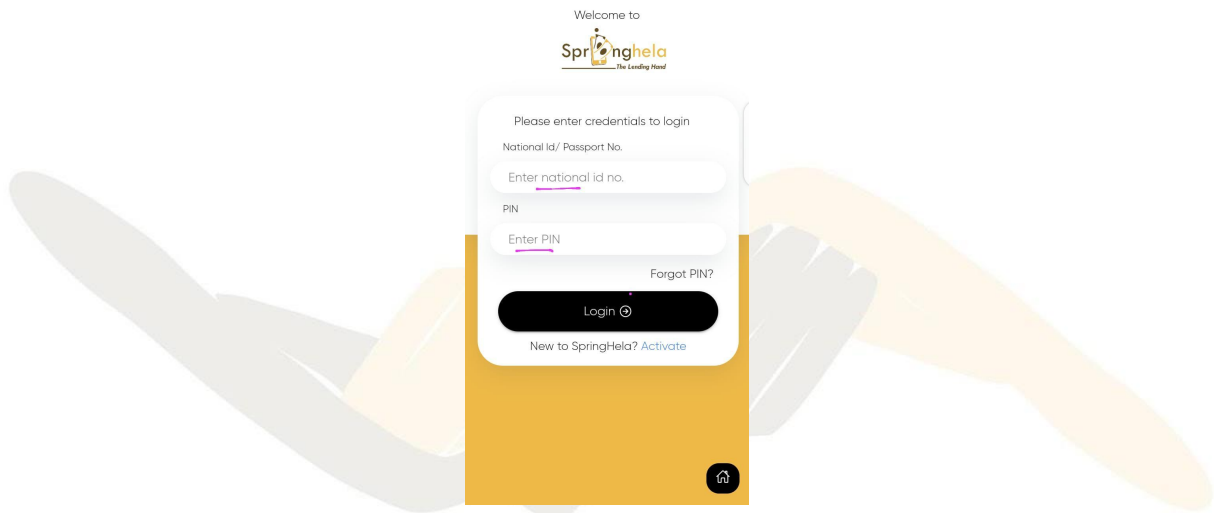 Welcome to
Springhela
The Lending Hand
Please enter credentials to login
National Id/ Passport No.
Enter national id no.
PIN
Enter PIN
Forgot PIN?
Login
New to SpringHela? Activate